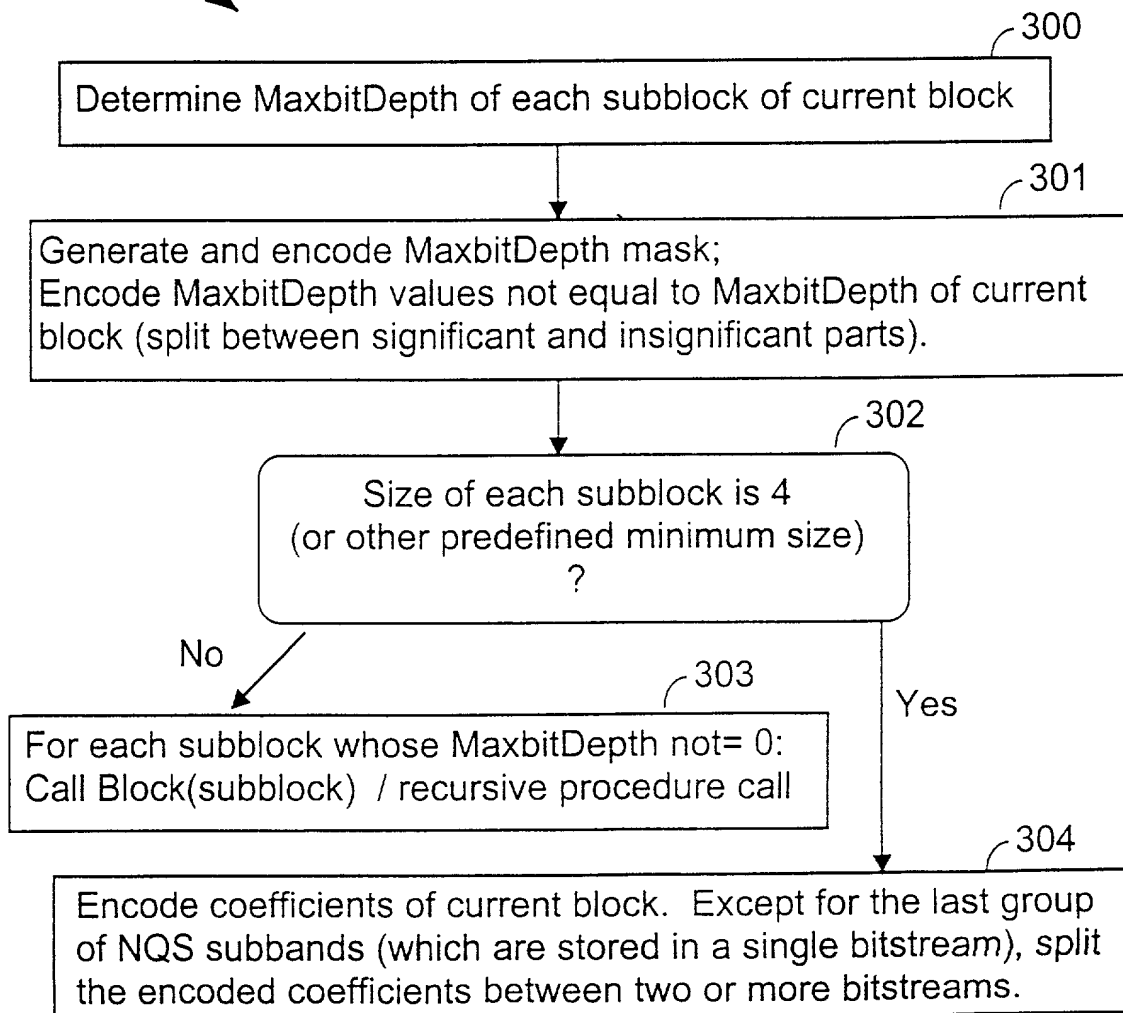 300
Determine MaxbitDepth of each subblock of current block
301
Generate and encode MaxbitDepth mask;
Encode MaxbitDepth values not equal to MaxbitDepth of current
block (split between significant and insignificant parts).
302
Size of each subblock is 4
(or other predefined minimum size)
?
No
Yes
303
For each subblock whose MaxbitDepth not= 0:
Call Block(subblock) / recursive procedure call
304
Encode coefficients of current block. Except for the last group
of NQS subbands (which are stored in a single bitstream), split
the encoded coefficients between two or more bitstreams.